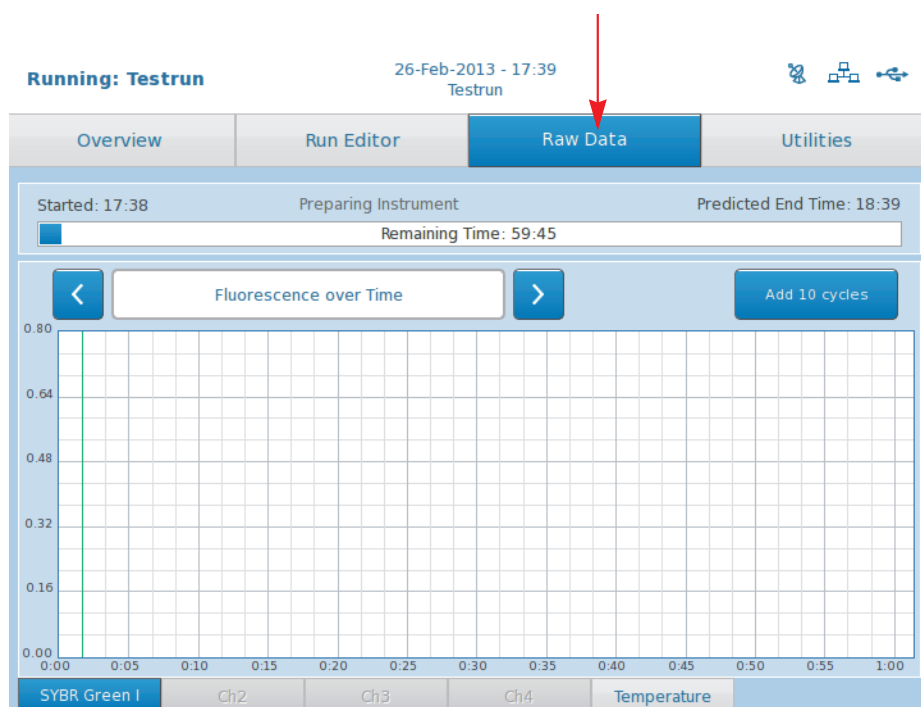 Running: Testrun
26-Feb-2013 - 17:39
Testrun
Overview
Run Editor
Raw Data
Utilities
Started: 17:38
Preparing Instrument
Predicted End Time: 18:39
Remaining Time: 59:45
Fluorescence over Time
Add 10 cycles
0.80
0.64
0.48
0.32
0.16
0.00
0:00 0:05 0:10 0:15 0:20 0:25 0:30 0:35 0:40 0:45 0:50 0:55 1:00
SYBR Green I
Ch2
Ch3
Ch4
Temperature